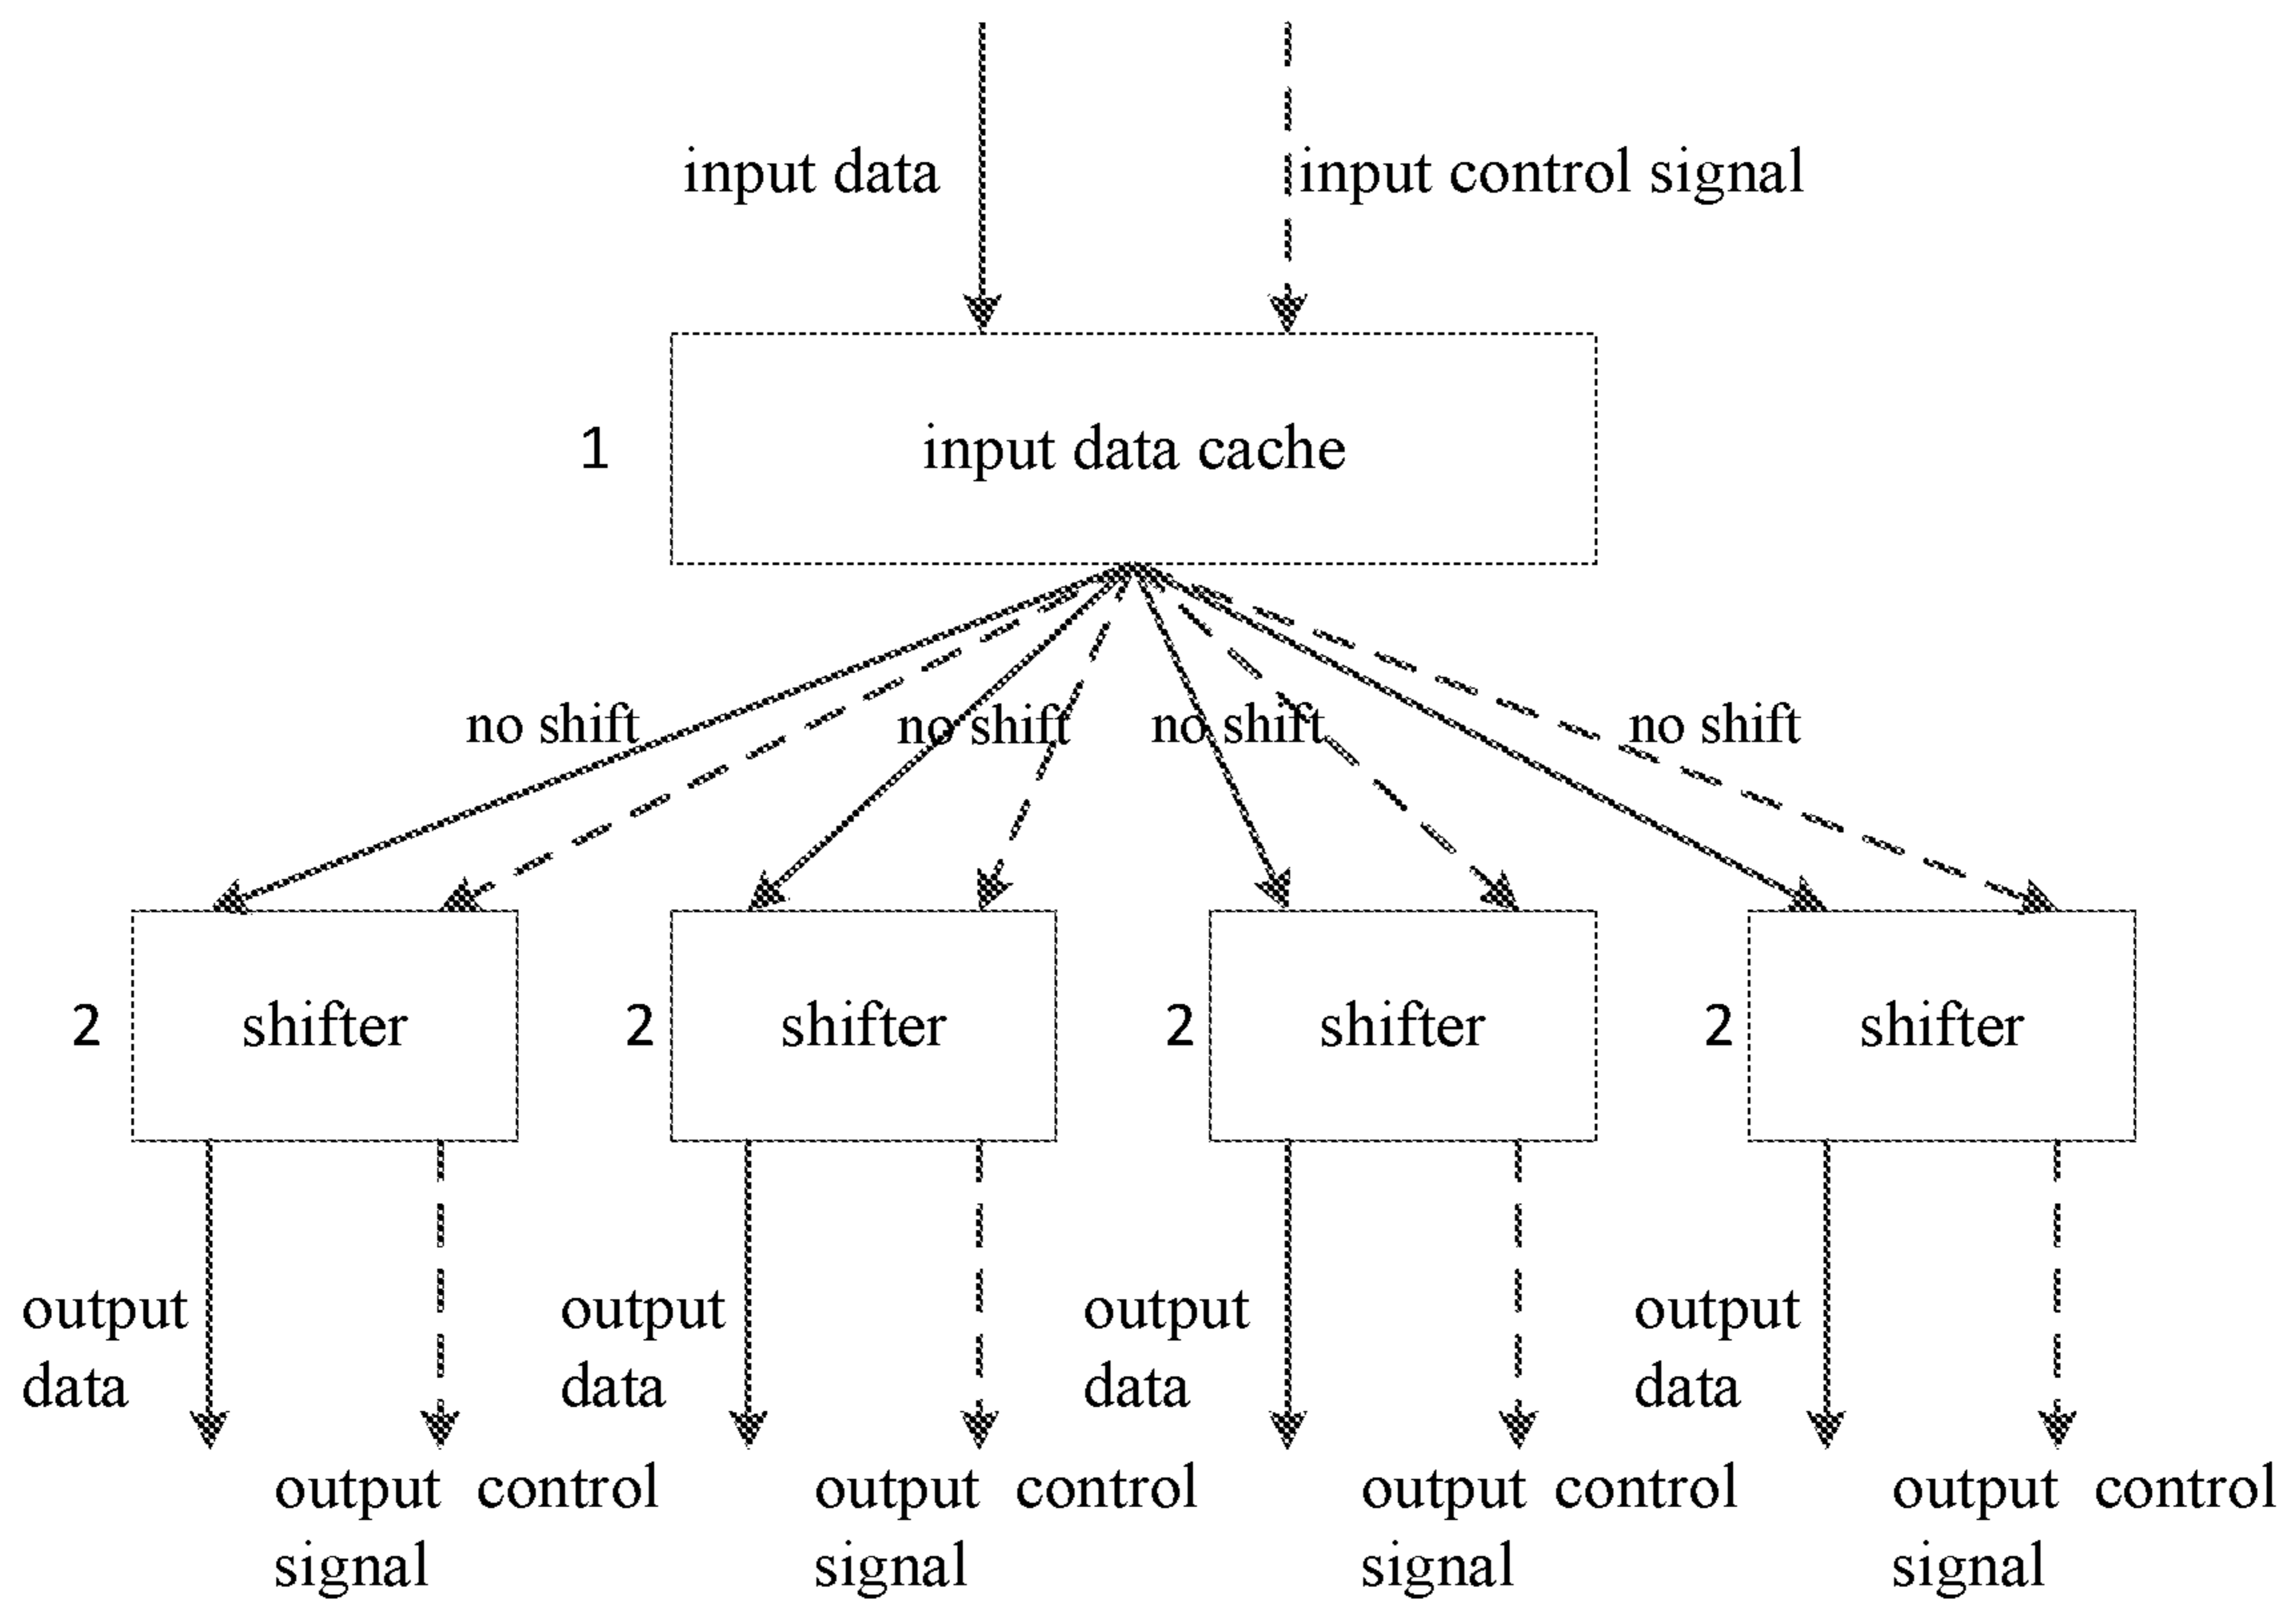 input data
input control signal
1
input data cache
no shift
no shift
no shift
no shift
2
shifter
2
shifter
2
shifter
2
shifter
output
data
output
data
output
data
output
data
output control
signal
output control
signal
output control
signal
output control
signal